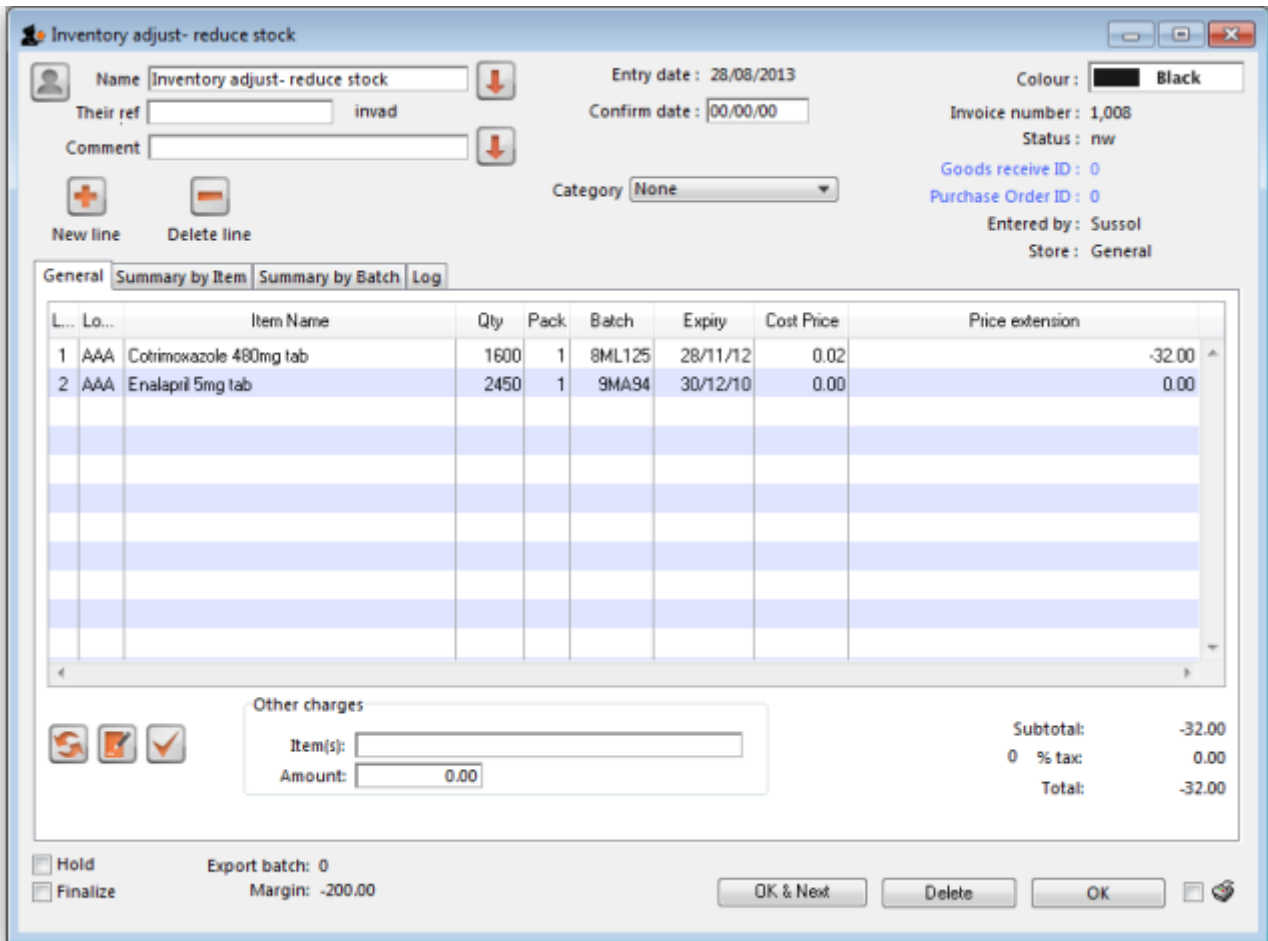 Inventory adjust- reduce stock
Name Inventory adjust- reduce stock Entry date : 28/08/2013 Colour : Black
Their ref invad Confirm date : 00/00/00 Invoice number : 1,008
Status : nw
Comment
Goods receive ID : 0
Category None Purchase Order ID : 0
Entered by : Sussol
New line Delete line
Store : General
General Summary by Item Summary by Batch Log
L... Lo... Item Name Qty Pack Batch Expiry Cost Price Price extension
1 AAA Cotrimoxazole 480mg tab 1600 1 8ML125 28/11/12 0.02 -32.00
2 AAA Enalapril 5mg tab 2450 1 9MA94 30/12/10 0.00 0.00
Other charges
Subtotal: -32.00
Item(s): 0 % tax: 0.00
Amount: 0.00 Total: -32.00
Hold Export batch: 0
Finalize Margin: -200.00 OK & Next Delete OK